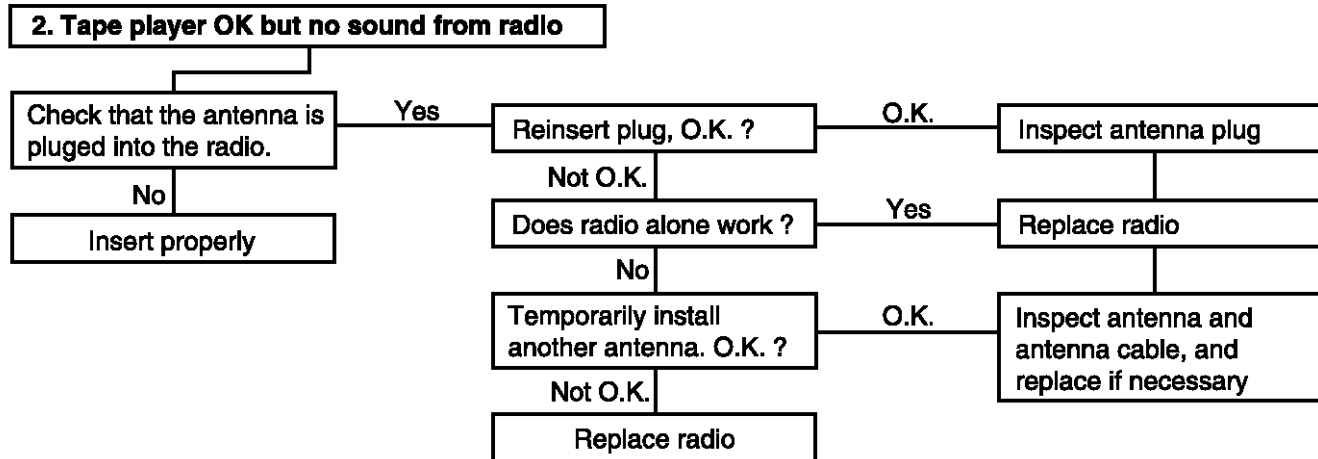 2. Tape player OK but no sound from radio
Check that the antenna is
pluged into the radio.
Yes
Reinsert plug, O.K. ?
O.K.
Inspect antenna plug
No
Not O.K.
Insert properly
Does radio alone work ?
Yes
Replace radio
No
Temporarily install
another antenna. O.K. ?
O.K.
Inspect antenna and
antenna cable, and
replace if necessary
Not O.K.
Replace radio